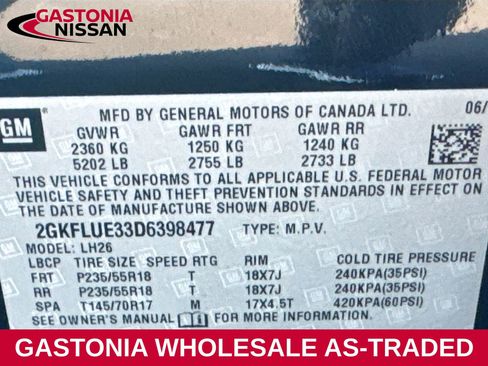 GASTONIA
NISSAN
GM
MFD BY GENERAL MOTORS OF CANADA LTD. 06/
GVWR GAWR FRT GAWR RR
2360 KG 1250 KG 1240 KG
5202 LB 2755 LB 2733 LB
THIS VEHICLE CONFORMS TO ALL APPLICABLE U.S. FEDERAL MOTOR
VEHICLE SAFETY AND THEFT PREVENTION STANDARDS IN EFFECT ON
THE DATE OF MANUFACTURE SHOWN ABOVE.
2GKFLUE33D6398477 TYPE: M.P.V.
MODEL: LH26
LBCP TIRE SIZE SPEED RTG RIM COLD TIRE PRESSURE
FRT P235/55R18 T 18X7J 240KPA(35PSI)
RR P235/55R18 T 18X7J 240KPA(35PSI)
SPA T145/70R17 M 17X4.5T 420KPA(60PSI)
SEE OWNER'S MANUAL FOR MORE INFORMATION.
GASTONIA WHOLESALE AS-TRADED